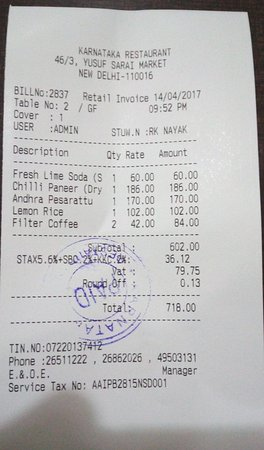 KARNATAKA RESTAURANT
46/3, YUSUF SARAI MARKET
NEW DELHI-110016
BILLNo:2837 Retail Invoice 14/04/2017
Table No: 2 / GF 09:52 PM
Cover : 1
USER :ADMIN STUW.N :RK NAYAK
Description Qty Rate Amount
Fresh Lime Soda (S 1 60.00 60.00
Chilli Paneer (Dry 1 186.00 186.00
Andhra Pesarattu 1 170.00 170.00
Lemon Rice 1 102.00 102.00
Filter Coffee 2 42.00 84.00
SubTotal : 602.00
STAX5.6%+SBC 2%+KKC 2%: 36.12
Vat : 79.75
Round Off : 0.13
Total: 718.00
PAID
TIN.NO:07220137412
Phone :26511222 , 26862026 , 49503131
E.&.O.E. Manager
Service Tax No: AAIPB2815NSD001